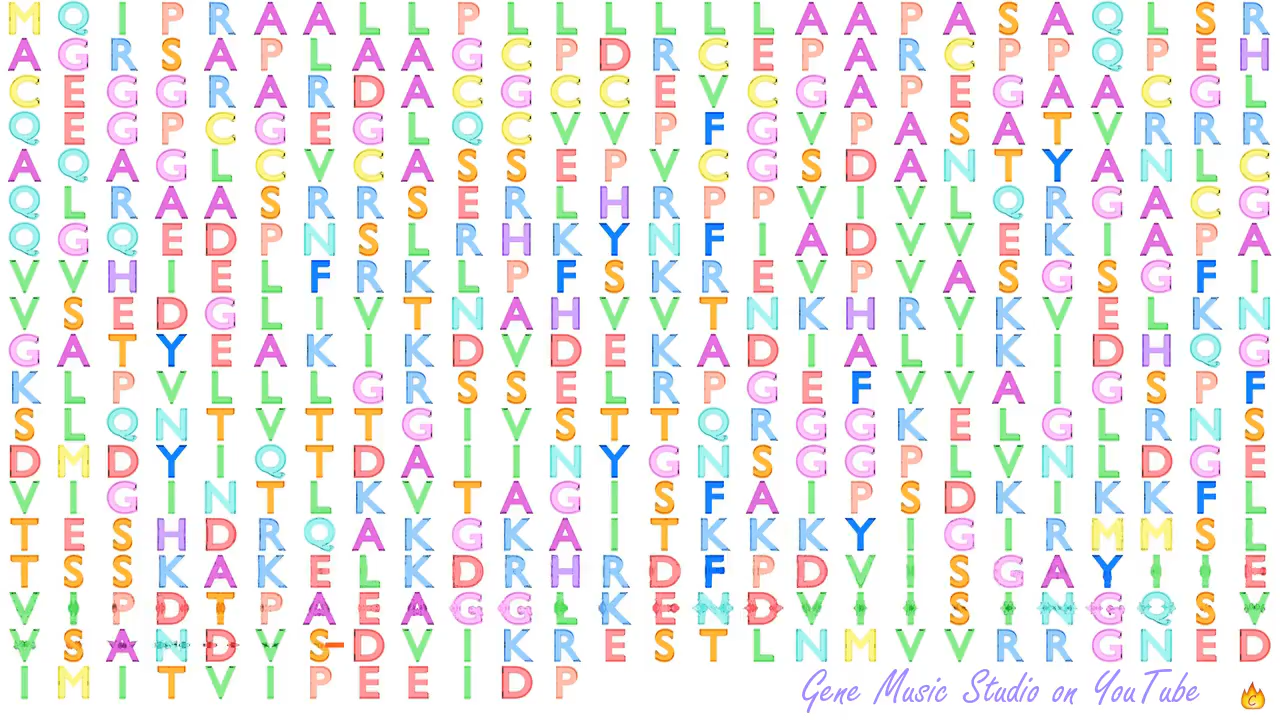 MQIPRAALLPLLLLLLAAPASAQLSR
AGRSAPLAAGCPDRCEPARCPPQPEH
CEGGRARDACGCCEVCGAPEGAACGL
QEGPCGEGLQCVVPFGVPASATVRRR
AQAGLCVCASSEPVCGSDANTYANLC
QLRAASRRSERLHRPPVIVLQRGACG
QGQEDPNSLRHKYNFIADVVEKIAPA
VVHIELFRKLPFSKREVPVASGSGFI
VSEDGLIVTNAHVVTNKHRVKVELKN
GATYEAKIKDVDEKADIALIKIDHQG
KLPVLLLGRSSELRPGEFVVAIGSPF
SLQNTVTTGIVSTTQRGGKELGLRNS
DMDYIQTDAIINYGNSGGPLVNLDGE
VIGINTLKVTAGISFAIPSDKIKKFL
TESHDRQAKGKAITKKKYIGIRMMSL
TSSKAKELKDRHRDFPDVISGAYIIE
VIPDTPAEAGGLKENDVIISINGQSV
VSANDVSDVIKRESTLNMVVRRGNED
IMITVIPEEIDP
Gene Music Studio on YouTube
C